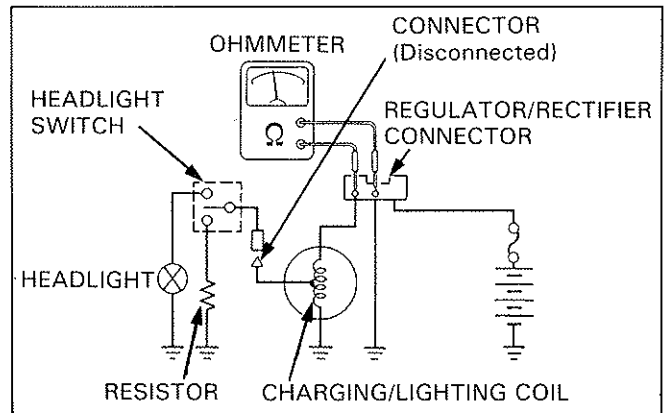 CONNECTOR
(Disconnected)
OHMMETER
HEADLIGHT
SWITCH
REGULATOR/RECTIFIER
CONNECTOR
Ω
HEADLIGHT
RESISTOR
CHARGING/LIGHTING COIL